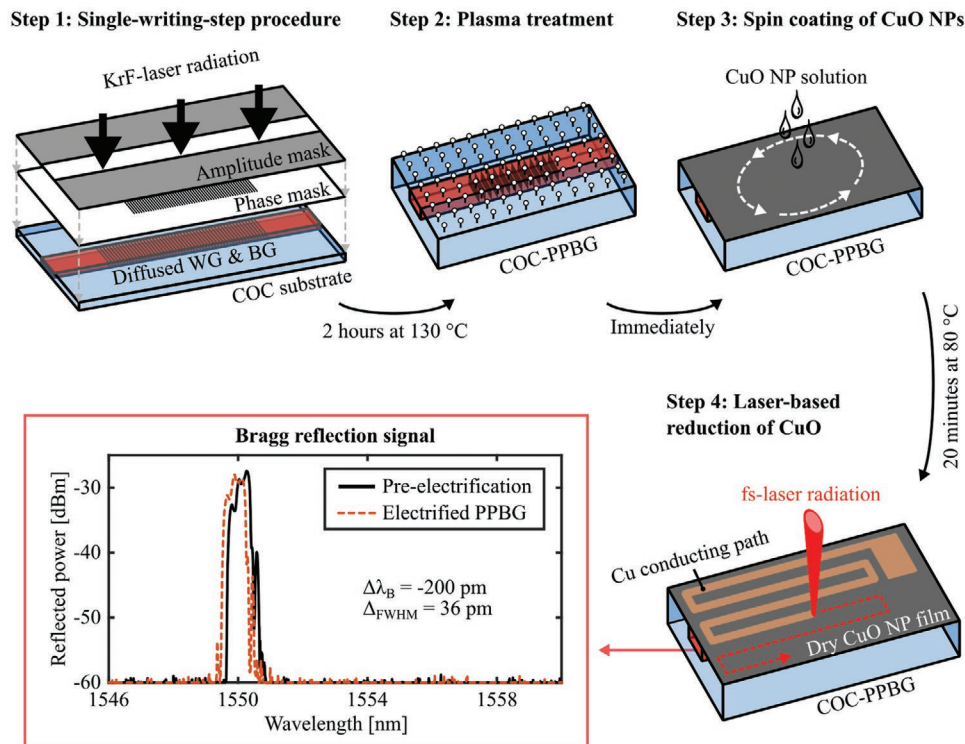 Step 1: Single-writing-step procedure
KrF-laser radiation
Amplitude mask
Phase mask
Diffused WG & BG
COC substrate
2 hours at 130 °C
Step 2: Plasma treatment
COC-PPBG
Immediately
Step 3: Spin coating of CuO NPs
CuO NP solution
COC-PPBG
20 minutes at 80 °C
Step 4: Laser-based
reduction of CuO
fs-laser radiation
Cu conducting path
Dry CuO NP film
COC-PPBG
Bragg reflection signal
Reflected power [dBm]
-30
-40
-50
-60
Pre-electrification
Electrified PPBG
Δλ_B = -200 pm
Δ_FWHM = 36 pm
1546
1550
1554
1558
Wavelength [nm]